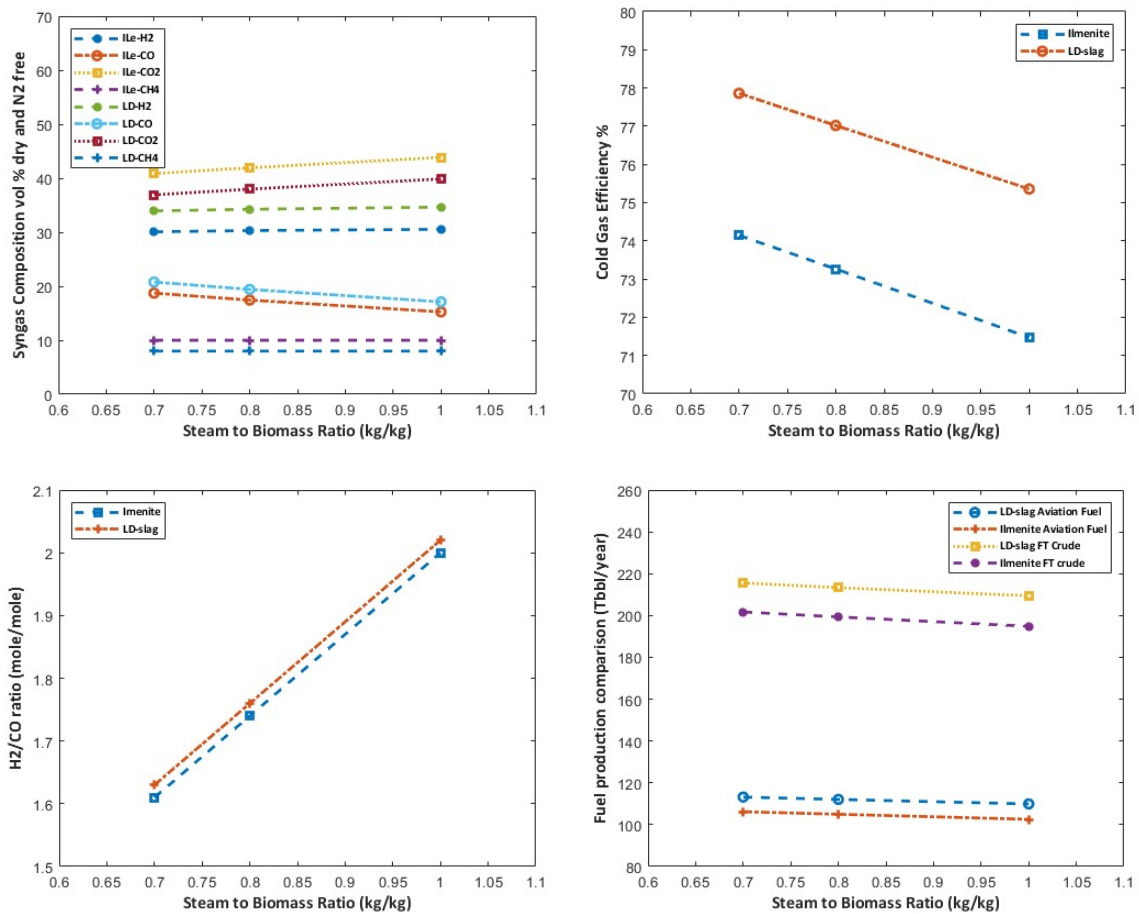 Syngas Composition vol % dry and N2 free
70
60
50
40
30
20
10
0
ILe-H2
ILe-CO
ILe-CO2
ILe-CH4
LD-H2
LD-CO
LD-CO2
LD-CH4
0.6 0.65 0.7 0.75 0.8 0.85 0.9 0.95 1 1.05 1.1
Steam to Biomass Ratio (kg/kg)
Cold Gas Efficiency %
80
79
78
77
76
75
74
73
72
71
70
Ilmenite
LD-slag
0.6 0.65 0.7 0.75 0.8 0.85 0.9 0.95 1 1.05 1.1
Steam to Biomass Ratio (kg/kg)
H2/CO ratio (mole/mole)
2.1
2
1.9
1.8
1.7
1.6
1.5
Imenite
LD-slag
0.6 0.65 0.7 0.75 0.8 0.85 0.9 0.95 1 1.05 1.1
Steam to Biomass Ratio (kg/kg)
Fuel production comparison (Tbbl/year)
260
240
220
200
180
160
140
120
100
80
LD-slag Aviation Fuel
Ilmenite Aviation Fuel
LD-slag FT Crude
Ilmenite FT crude
0.6 0.65 0.7 0.75 0.8 0.85 0.9 0.95 1 1.05 1.1
Steam to Biomass Ratio (kg/kg)